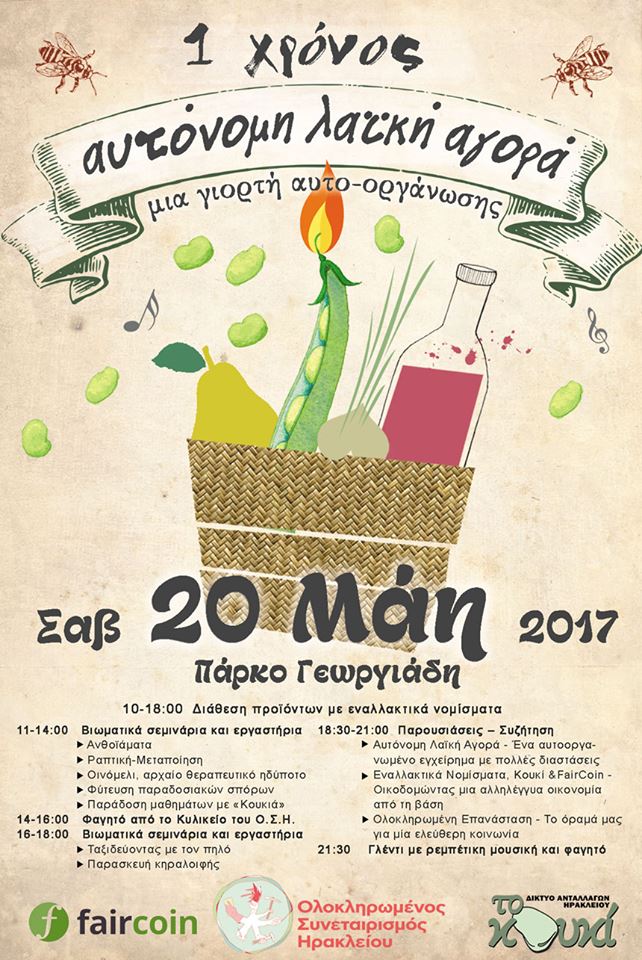 1 χρόνος
αυτόνομη λαϊκή αγορά
μια γιορτή αυτο-οργάνωσης
Σαβ 20 Μάη 2017
Πάρκο Γεωργιάδη
10-18:00 Διάθεση προϊόντων με εναλλακτικά νομίσματα
11-14:00 Βιωματικά σεμινάρια και εργαστήρια
▶ Ανθοϊάματα
▶ Ραπτική-Μεταποίηση
▶ Οινόμελι, αρχαίο θεραπευτικό ηδύποτο
▶ Φύτευση παραδοσιακών σπόρων
▶ Παράδοση μαθημάτων με «Κουκιά»
14-16:00 Φαγητό από το Κυλικείο του Ο.Σ.Η.
16-18:00 Βιωματικά σεμινάρια και εργαστήρια
▶ Ταξιδεύοντας με τον πηλό
▶ Παρασκευή κηραλοιφής
18:30-21:00 Παρουσιάσεις – Συζήτηση
▶ Αυτόνομη Λαϊκή Αγορά - Ένα αυτοοργα-
νωμένο εγχείρημα με πολλές διαστάσεις
▶ Εναλλακτικά Νομίσματα, Κουκί &FairCoin -
Οικοδομώντας μια αλληλέγγυα οικονομία
από τη βάση
▶ Ολοκληρωμένη Επανάσταση - Το όραμά μας
για μία ελεύθερη κοινωνία
21:30 Γλέντι με ρεμπέτικη μουσική και φαγητό
f faircoin
Ολοκληρωμένος
Συνεταιρισμός
Ηρακλείου
ΔΙΚΤΥΟ ΑΝΤΑΛΛΑΓΩΝ
ΗΡΑΚΛΕΙΟΥ
το
κουκί